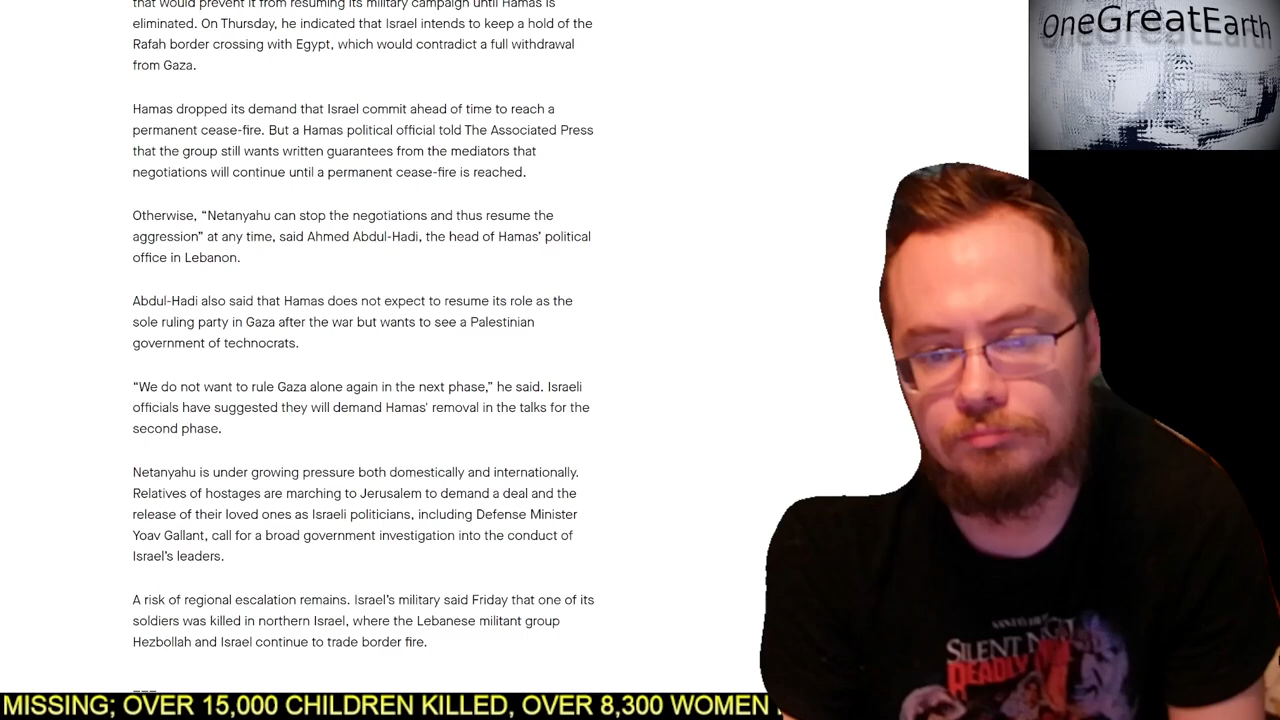 that would prevent it from resuming its military campaign until Hamas is
eliminated. On Thursday, he indicated that Israel intends to keep a hold of the
Rafah border crossing with Egypt, which would contradict a full withdrawal
from Gaza.
Hamas dropped its demand that Israel commit ahead of time to reach a
permanent cease-fire. But a Hamas political official told The Associated Press
that the group still wants written guarantees from the mediators that
negotiations will continue until a permanent cease-fire is reached.
Otherwise, “Netanyahu can stop the negotiations and thus resume the
aggression” at any time, said Ahmed Abdul-Hadi, the head of Hamas’ political
office in Lebanon.
Abdul-Hadi also said that Hamas does not expect to resume its role as the
sole ruling party in Gaza after the war but wants to see a Palestinian
government of technocrats.
“We do not want to rule Gaza alone again in the next phase,” he said. Israeli
officials have suggested they will demand Hamas' removal in the talks for the
second phase.
Netanyahu is under growing pressure both domestically and internationally.
Relatives of hostages are marching to Jerusalem to demand a deal and the
release of their loved ones as Israeli politicians, including Defense Minister
Yoav Gallant, call for a broad government investigation into the conduct of
Israel’s leaders.
A risk of regional escalation remains. Israel’s military said Friday that one of its
soldiers was killed in northern Israel, where the Lebanese militant group
Hezbollah and Israel continue to trade border fire.
OneGreatEarth
SILENT
DEADLY
MISSING; OVER 15,000 CHILDREN KILLED, OVER 8,300 WOMEN